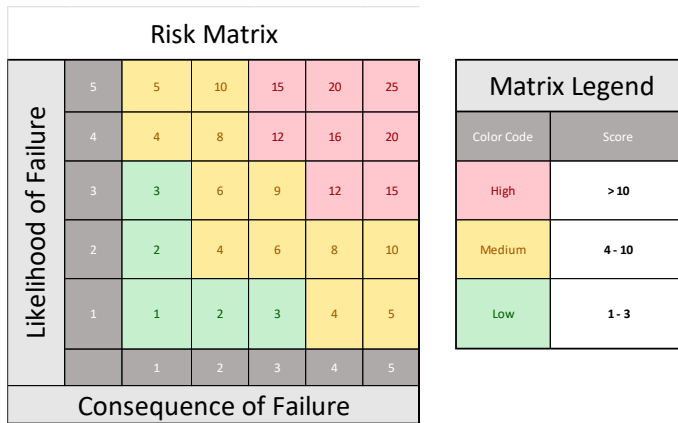 Risk Matrix
Likelihood of Failure
5 5 10 15 20 25
4 4 8 12 16 20
3 3 6 9 12 15
2 2 4 6 8 10
1 1 2 3 4 5
1 2 3 4 5
Consequence of Failure
Matrix Legend
Color Code Score
High >10
Medium 4 - 10
Low 1 - 3